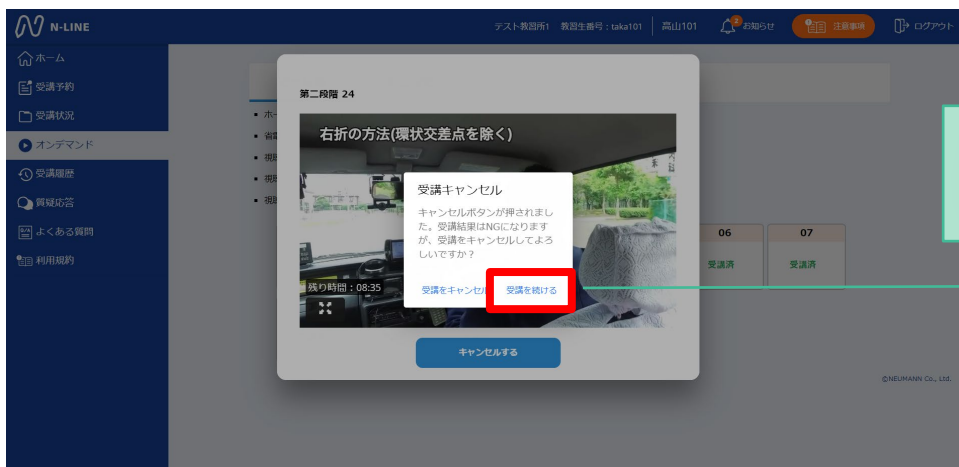 N-LINE
テスト教習所1 教習生番号：taka101
高山101
2
お知らせ
注意事項
ログアウト
ホーム
受講予約
受講状況
オンデマンド
受講履歴
質疑応答
よくある質問
利用規約
第二段階 24
右折の方法(環状交差点を除く)
受講キャンセル
キャンセルボタンが押されまし
た。受講結果はNGになります
が、受講をキャンセルしてよろ
しいですか？
受講をキャンセル
受講を続ける
残り時間：08:35
キャンセルする
06
07
受講済
受講済
©NEUMANN Co., Ltd.